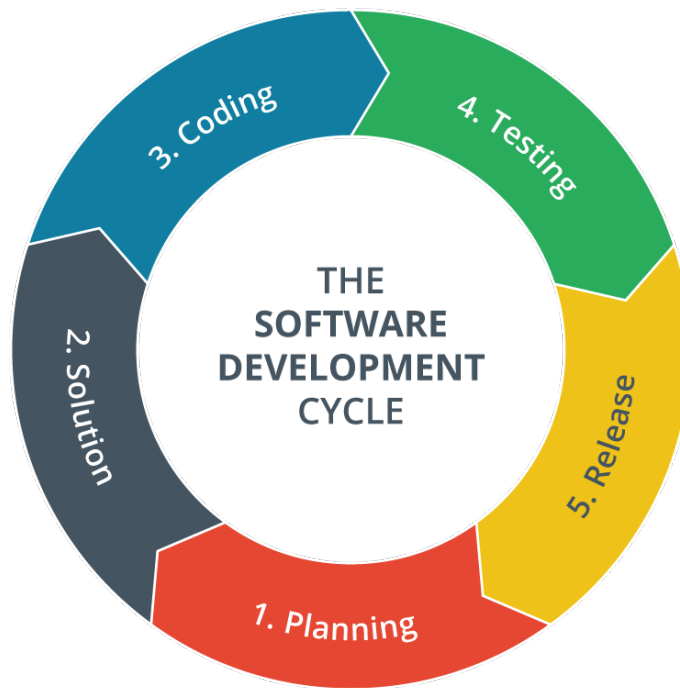 THE
SOFTWARE
DEVELOPMENT
CYCLE
1. Planning
2. Solution
3. Coding
4. Testing
5. Release